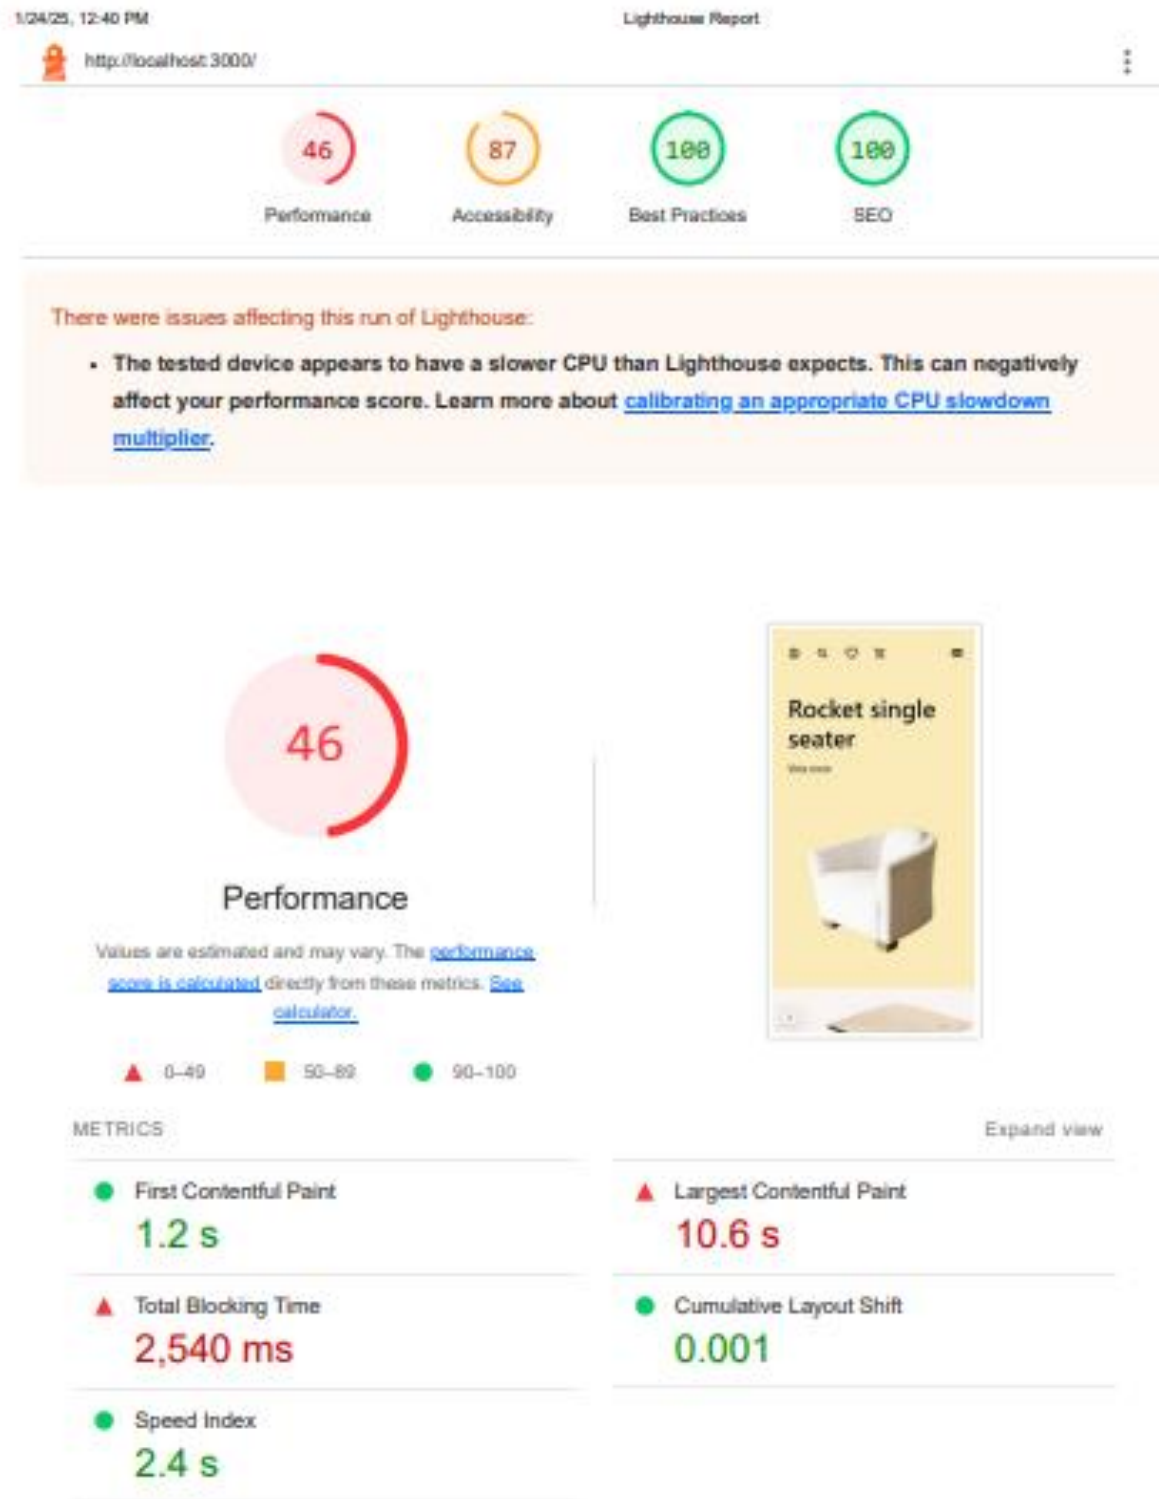 1/24/25, 12:40 PM
Lighthouse Report
http://localhost:3000/
46
87
100
100
Performance
Accessibility
Best Practices
SEO
There were issues affecting this run of Lighthouse:
• The tested device appears to have a slower CPU than Lighthouse expects. This can negatively
affect your performance score. Learn more about calibrating an appropriate CPU slowdown
multiplier.
46
Performance
Values are estimated and may vary. The performance
score is calculated directly from these metrics. See
calculator.
0–49
50–89
90–100
Rocket single
seater
METRICS
Expand view
First Contentful Paint
1.2 s
Largest Contentful Paint
10.6 s
Total Blocking Time
2,540 ms
Cumulative Layout Shift
0.001
Speed Index
2.4 s